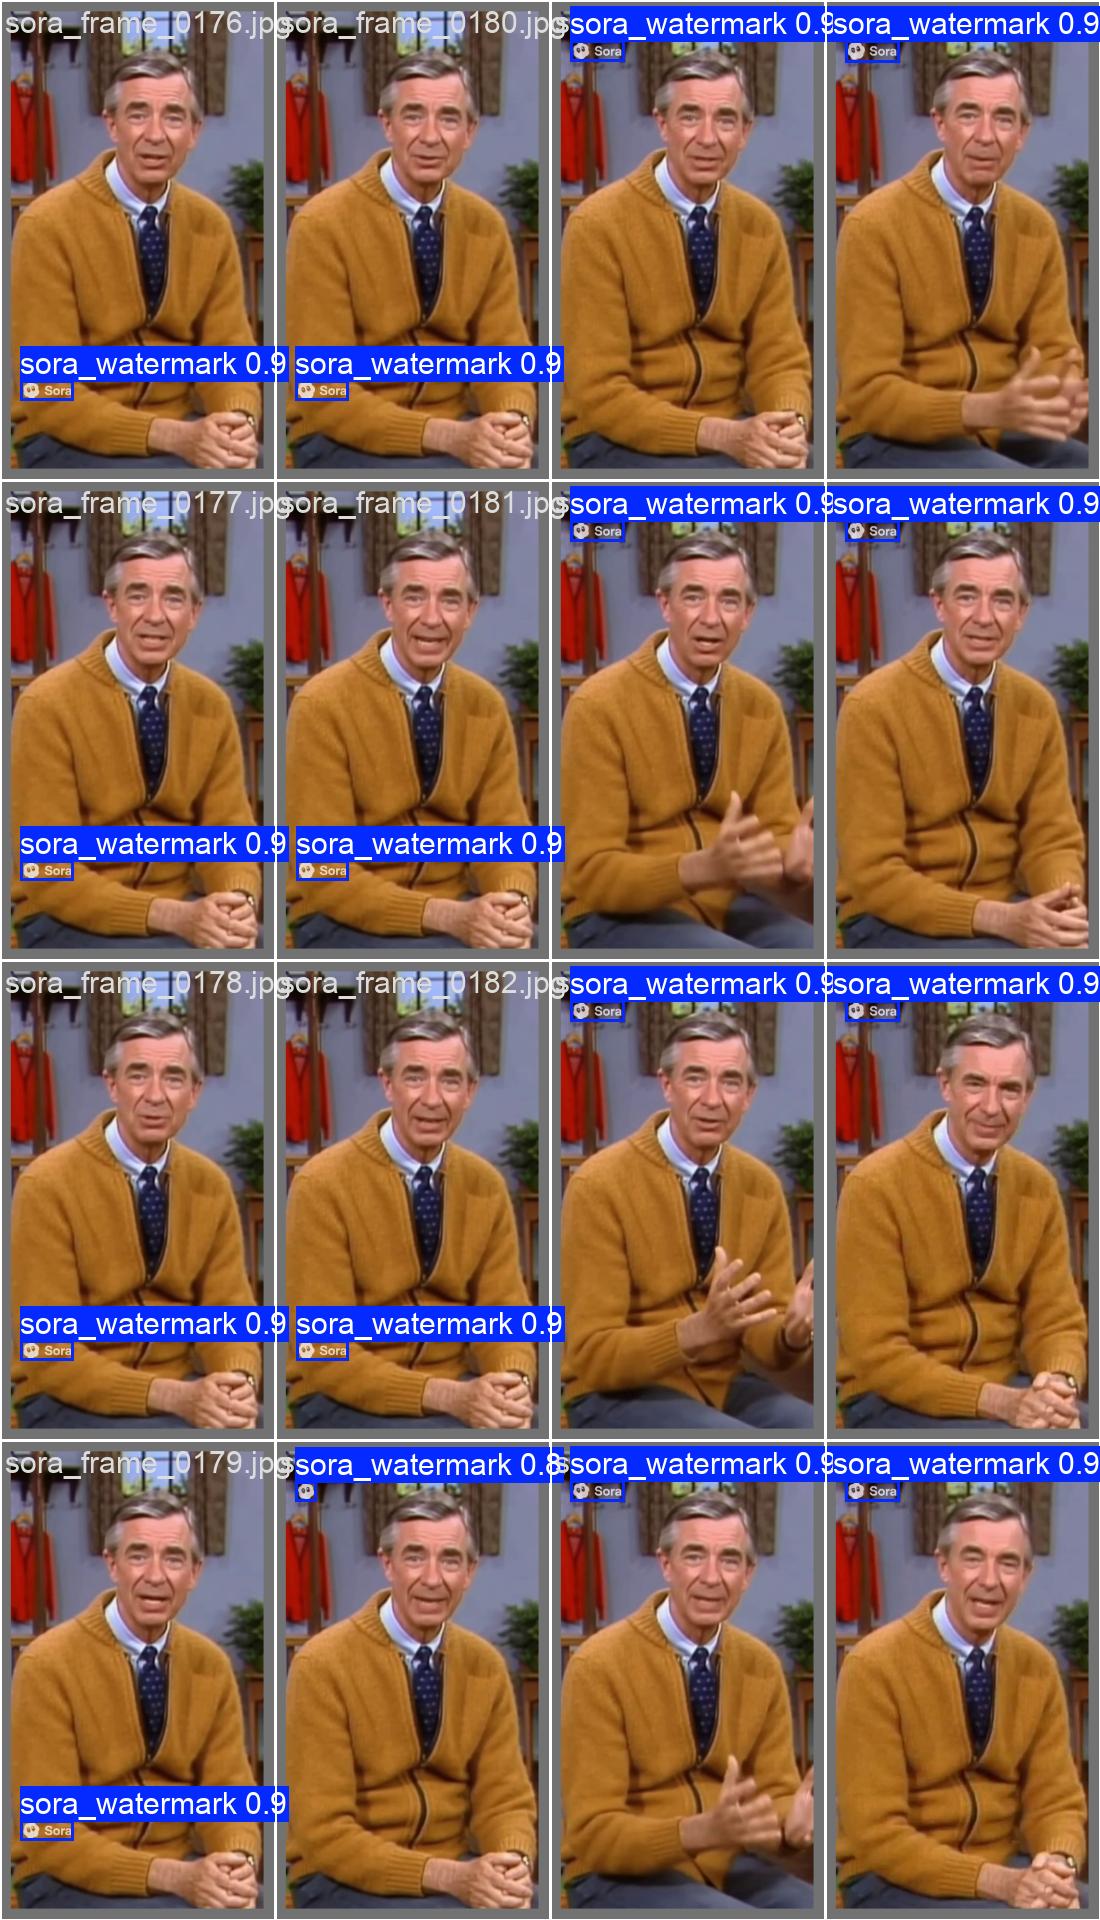 sora_frame_0176.jpg
sora_frame_0180.jpg
sora_watermark 0.9
sora_watermark 0.9
Sora
Sora
sora_watermark 0.9
sora_watermark 0.9
Sora
Sora
sora_frame_0177.jpg
sora_frame_0181.jpg
sora_watermark 0.9
sora_watermark 0.9
Sora
Sora
sora_watermark 0.9
sora_watermark 0.9
Sora
Sora
sora_frame_0178.jpg
sora_frame_0182.jpg
sora_watermark 0.9
sora_watermark 0.9
Sora
Sora
sora_watermark 0.9
sora_watermark 0.9
Sora
Sora
sora_frame_0179.jpg
sora_watermark 0.8
sora_watermark 0.9
sora_watermark 0.9
Sora
Sora
sora_watermark 0.9
Sora